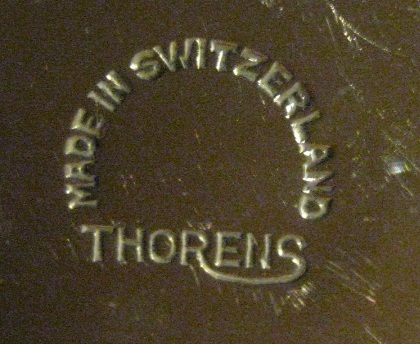 MADE IN SWITZERLAND
THORENS